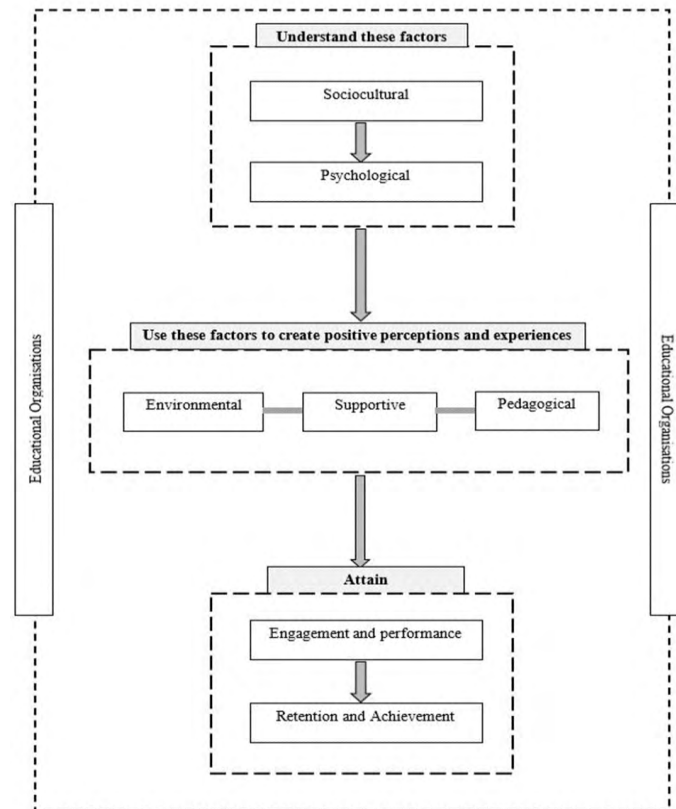 Understand these factors
Sociocultural
Psychological
Educational Organisations
Educational Organisations
Use these factors to create positive perceptions and experiences
Environmental
Supportive
Pedagogical
Attain
Engagement and performance
Retention and Achievement